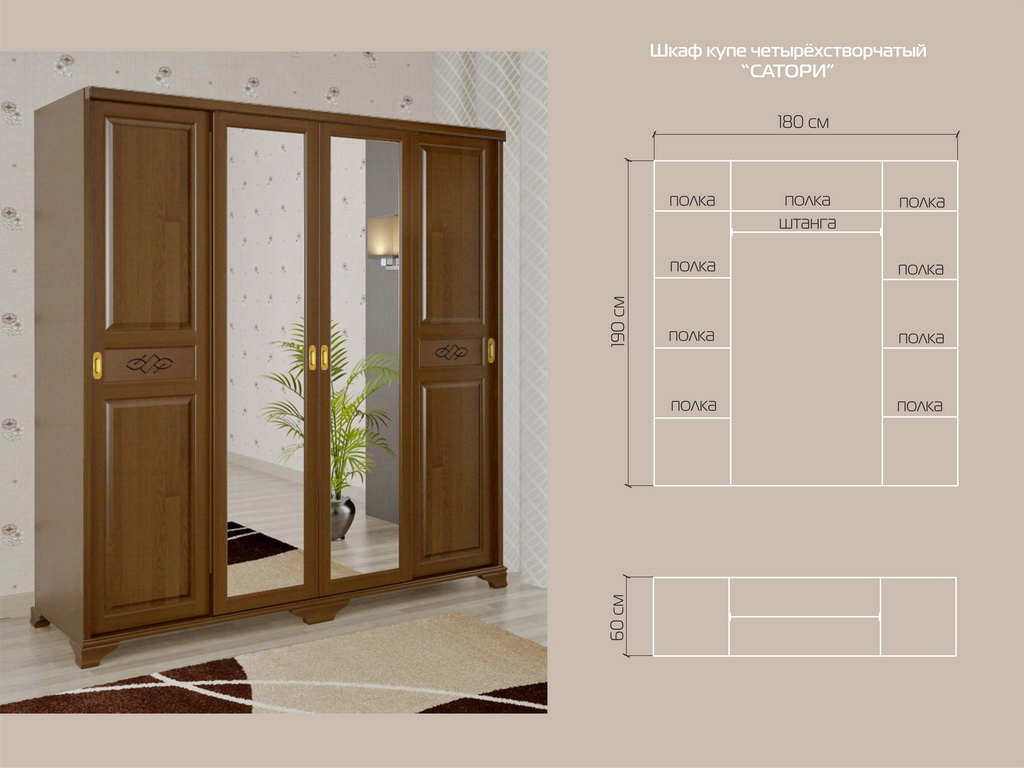 Шкаф купе четырёхстворчатый
“САТОРИ”
180 см
полка полка полка
штанга
полка полка
190 см
полка полка
полка полка
60 см